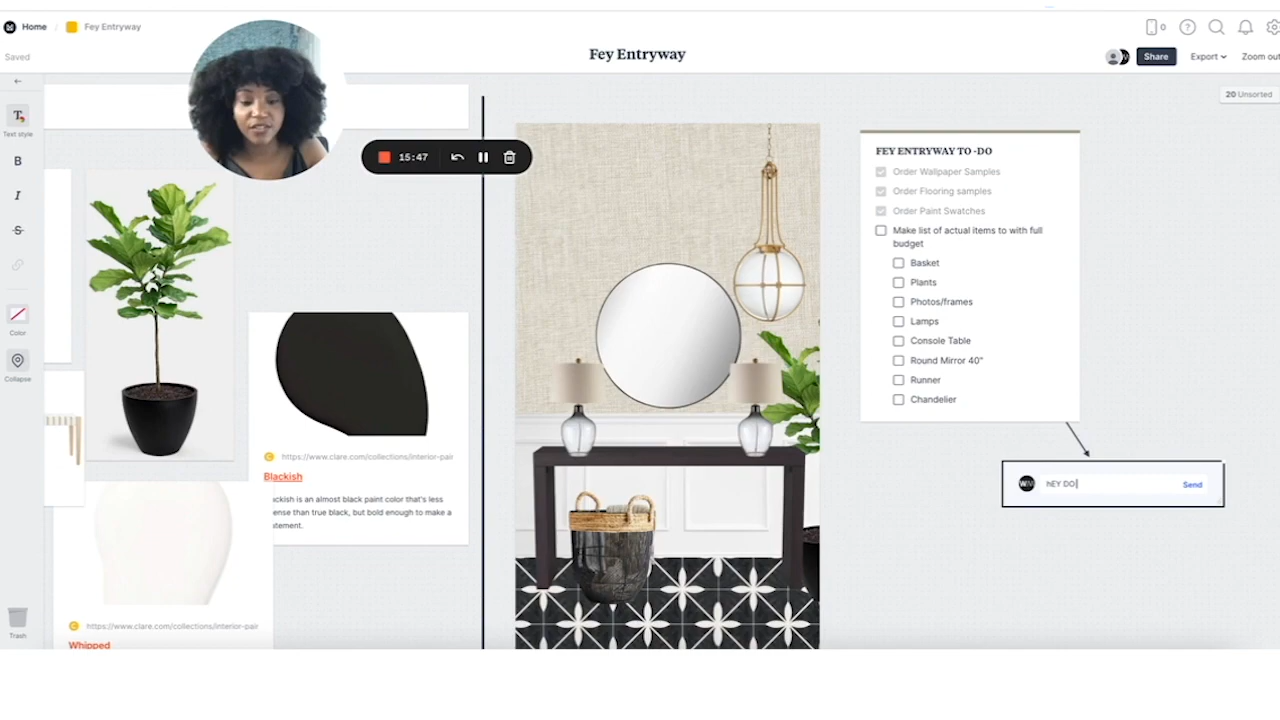 Home / Fey Entryway
Fey Entryway
0
Saved
Share
Export
Zoom out
20 Unsorted
Text style
B
I
S
Color
Collapse
Trash
15:47
https://www.clare.com/collections/interior-pair
Blackish
ackish is an almost black paint color that's less
ense than true black, but bold enough to make a
atement.
https://www.clare.com/collections/interior-pair
Whipped
FEY ENTRYWAY TO -DO
Order Wallpaper Samples
Order Flooring samples
Order Paint Swatches
Make list of actual items to with full
budget
Basket
Plants
Photos/frames
Lamps
Console Table
Round Mirror 40"
Runner
Chandelier
hEY DO
Send